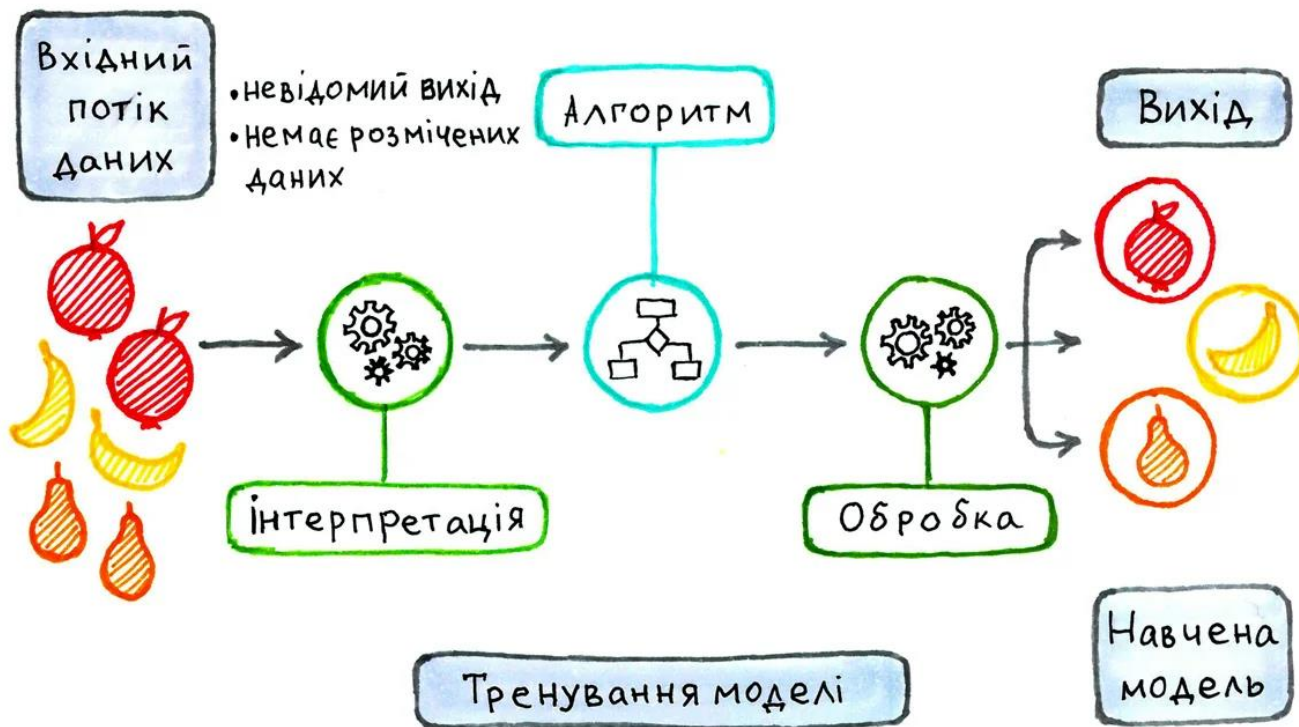 Вхідний
потік
даних
• невідомий вихід
• немає розмічених
даних
Алгоритм
Вихід
інтерпретація
Обробка
Тренування моделі
Навчена
модель